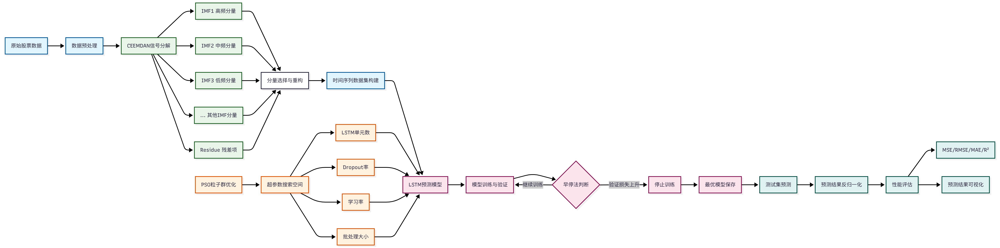 原始股票数据
数据预处理
CEEMDAN信号分解
IMF1 高频分量
IMF2 中频分量
IMF3 低频分量
... 其他IMF分量
Residue 残差项
分量选择与重构
时间序列数据集构建
PSO粒子群优化
超参数搜索空间
LSTM单元数
Dropout率
学习率
批处理大小
LSTM预测模型
模型训练与验证
继续训练
早停法判断
验证损失上升
停止训练
最优模型保存
测试集预测
预测结果反归一化
性能评估
MSE/RMSE/MAE/R²
预测结果可视化